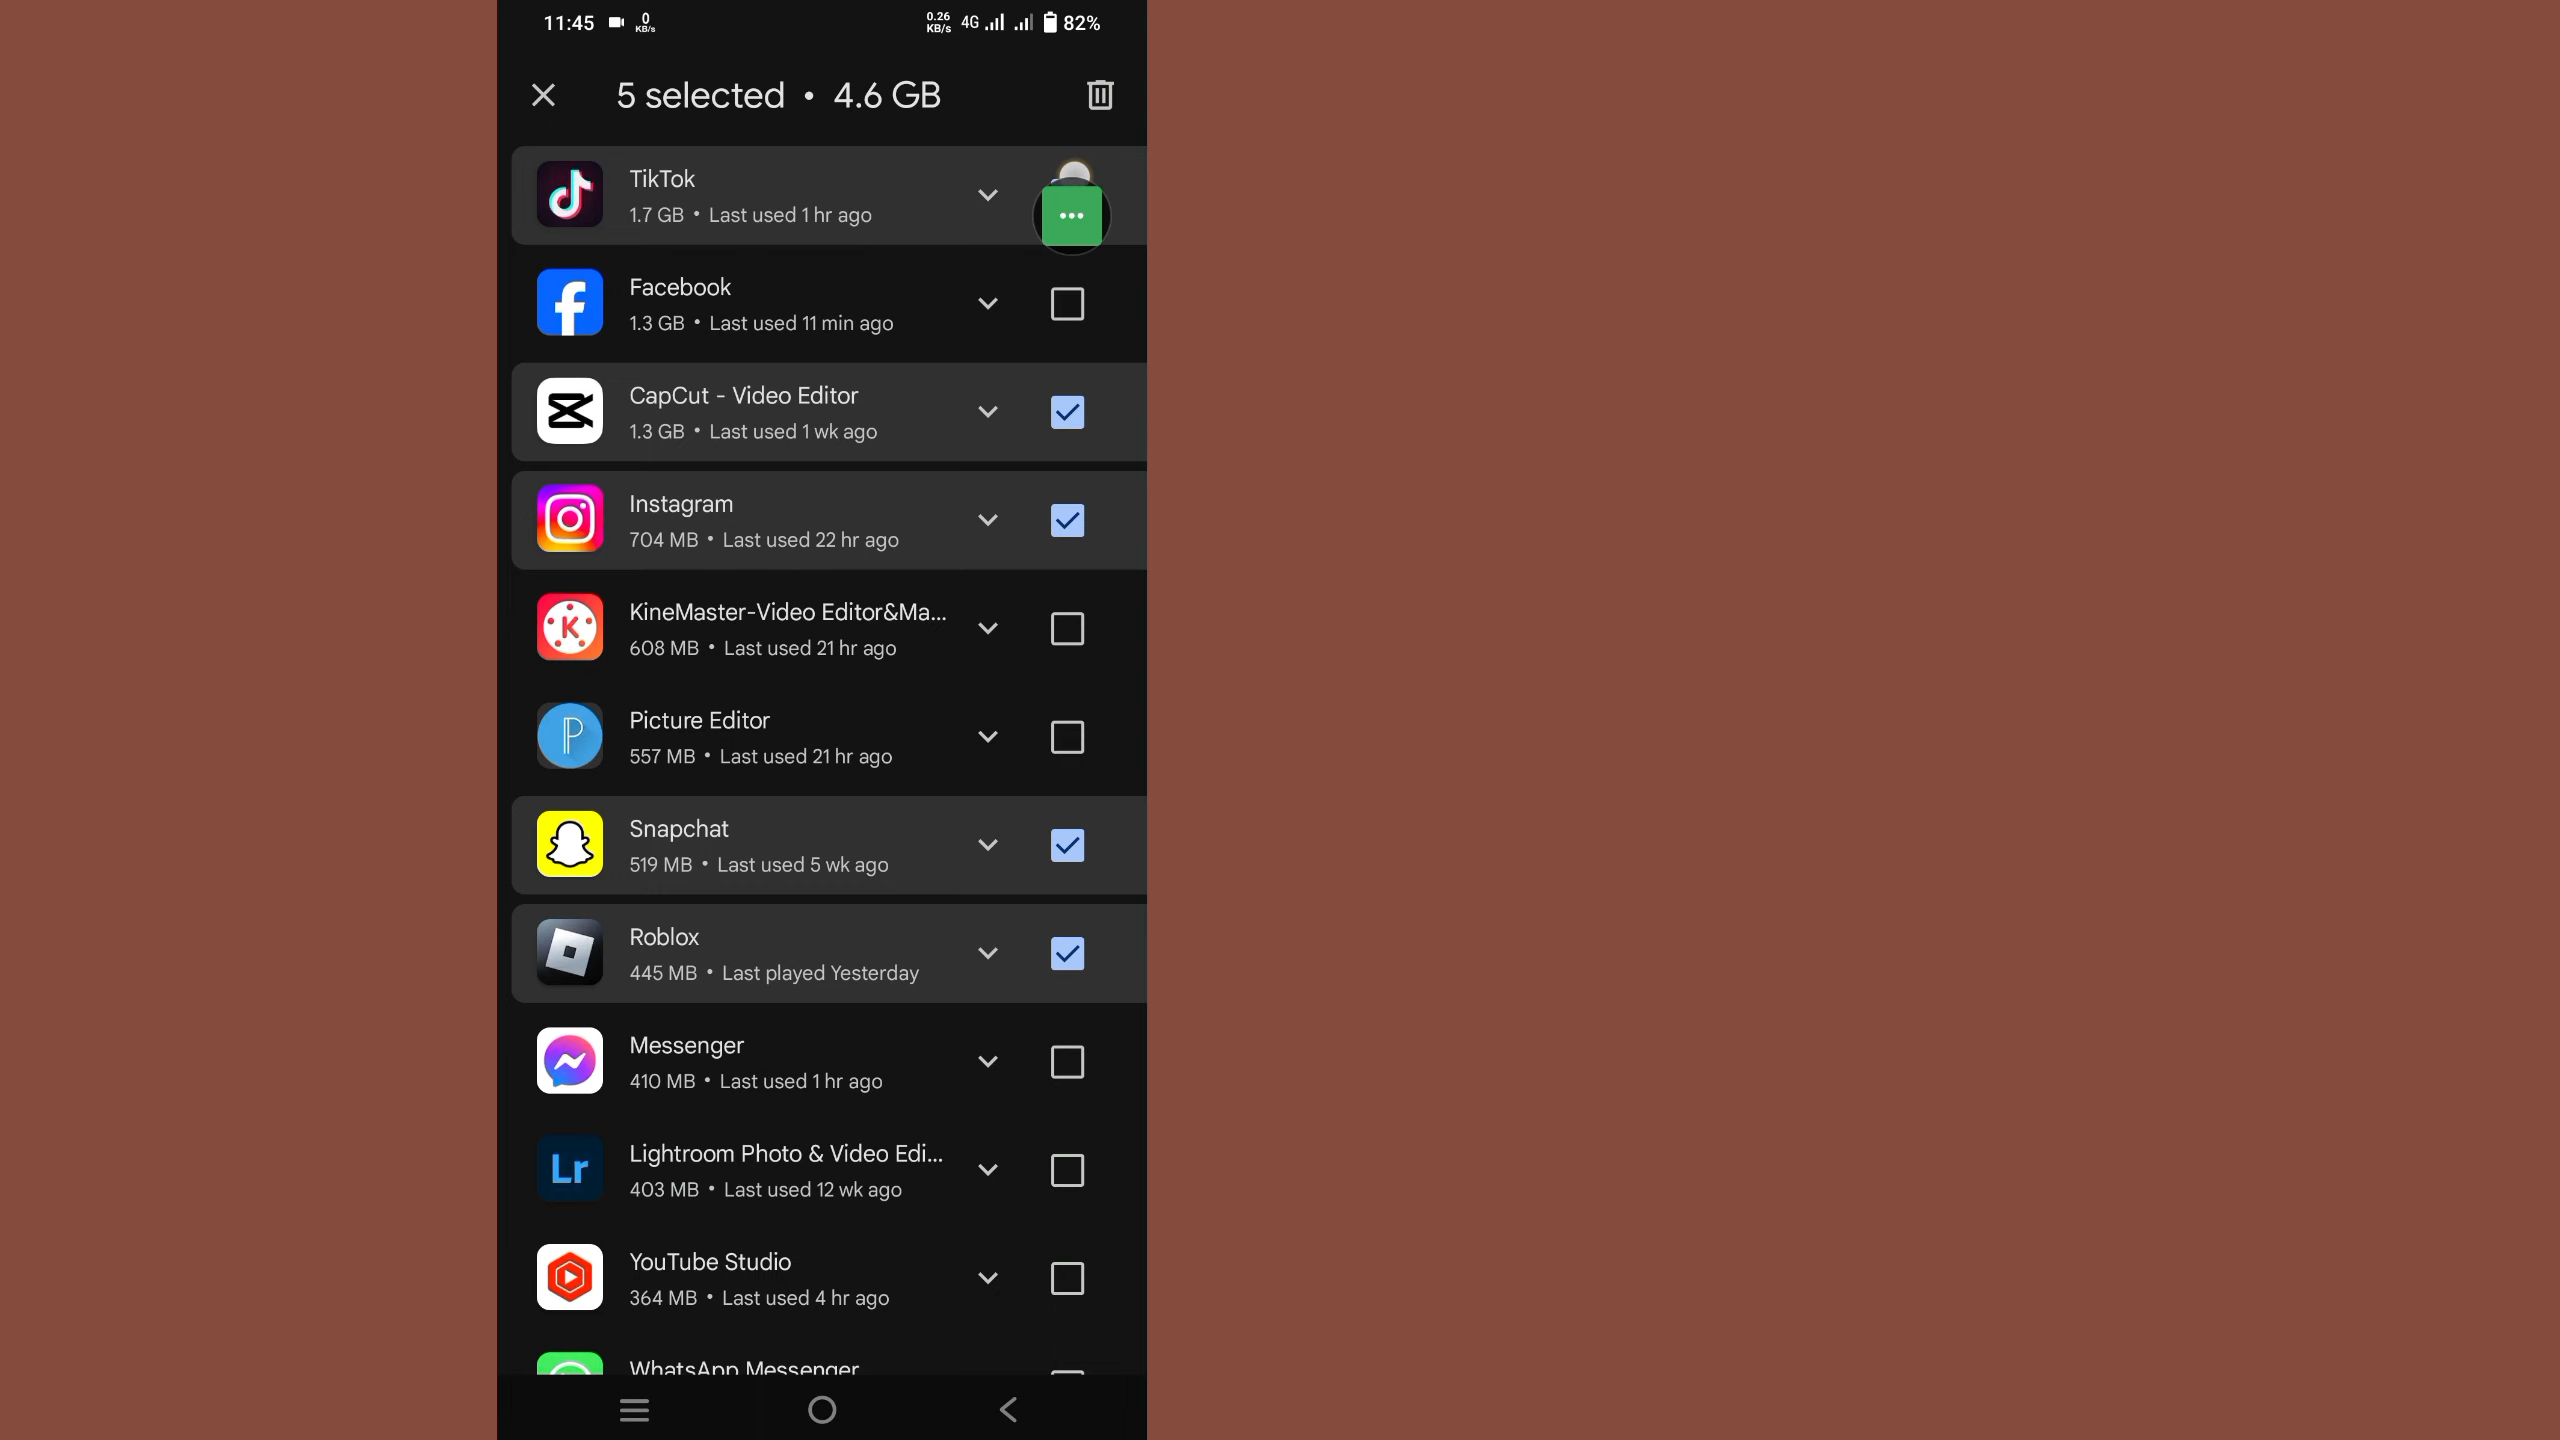 11:45 0 KB/s 0.26 KB/s 4G 82%
5 selected • 4.6 GB
TikTok
1.7 GB • Last used 1 hr ago
Facebook
1.3 GB • Last used 11 min ago
CapCut - Video Editor
1.3 GB • Last used 1 wk ago
Instagram
704 MB • Last used 22 hr ago
KineMaster-Video Editor&Ma...
608 MB • Last used 21 hr ago
Picture Editor
557 MB • Last used 21 hr ago
Snapchat
519 MB • Last used 5 wk ago
Roblox
445 MB • Last played Yesterday
Messenger
410 MB • Last used 1 hr ago
Lr
Lightroom Photo & Video Edi...
403 MB • Last used 12 wk ago
YouTube Studio
364 MB • Last used 4 hr ago
WhatsApp Messenger